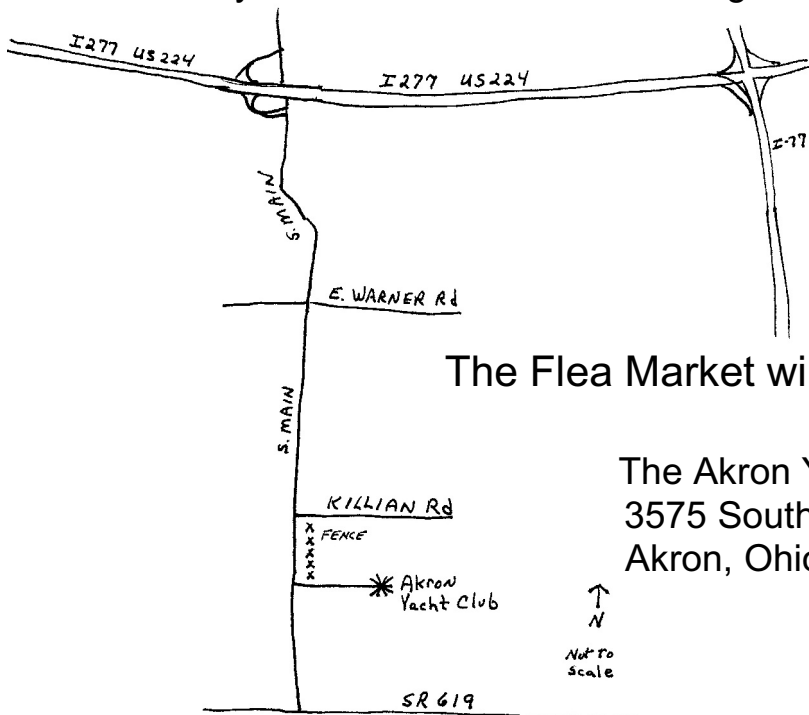 I277 US224
I277 US224
I-77
S. MAIN
E. WARNER Rd
The Flea Market wi
S. MAIN
The Akron Y
KILLIAN Rd
3575 South
FENCE
Akron, Ohio
Akron
Yacht Club
N
Not To
Scale
SR 619